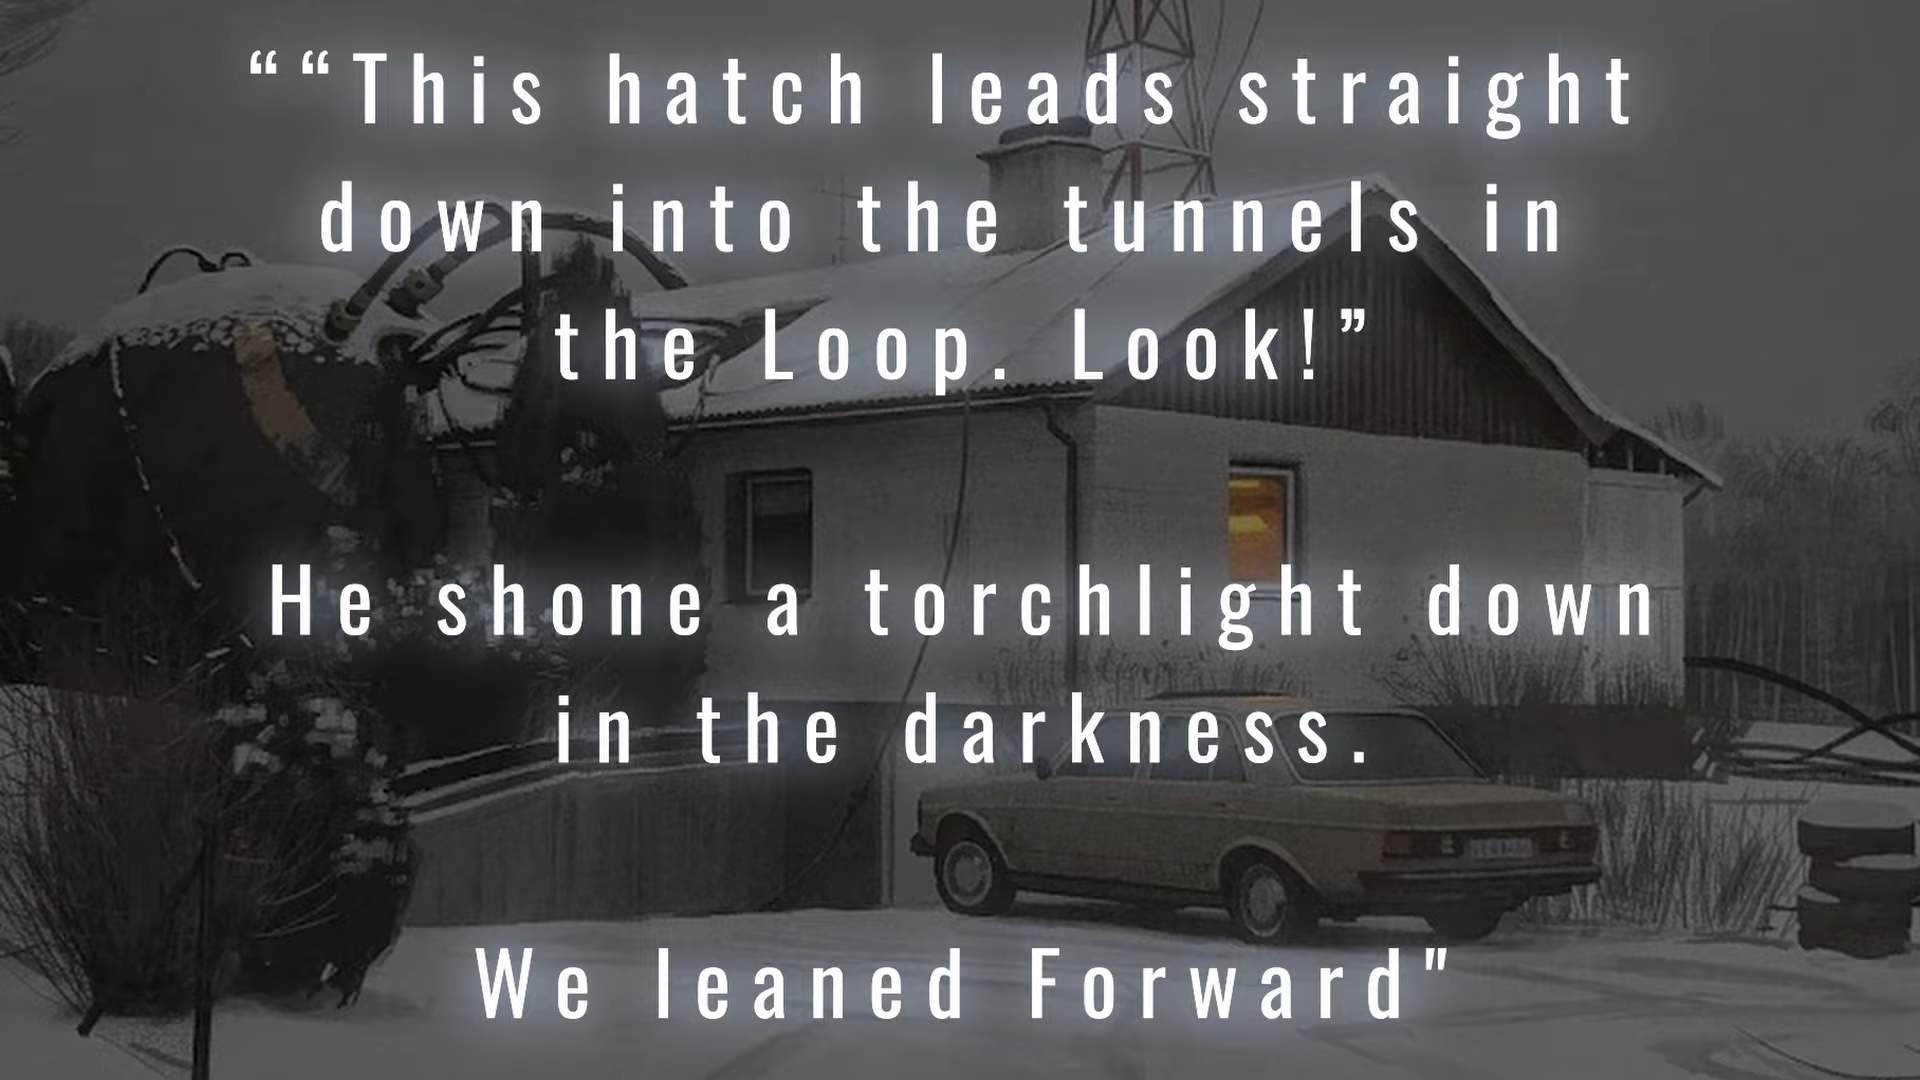 ““This hatch leads straight
down into the tunnels in
the Loop. Look!”
He shone a torchlight down
in the darkness.
We leaned Forward"